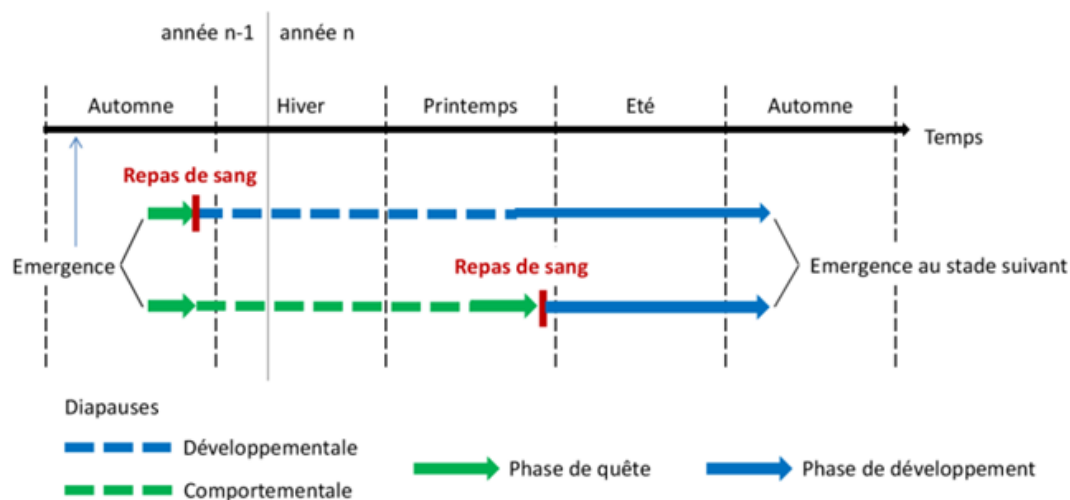 année n-1
année n
Automne
Hiver
Printemps
Eté
Automne
Temps
Repas de sang
Emergence
Repas de sang
Emergence au stade suivant
Diapauses
Développementale
Comportementale
Phase de quête
Phase de développement